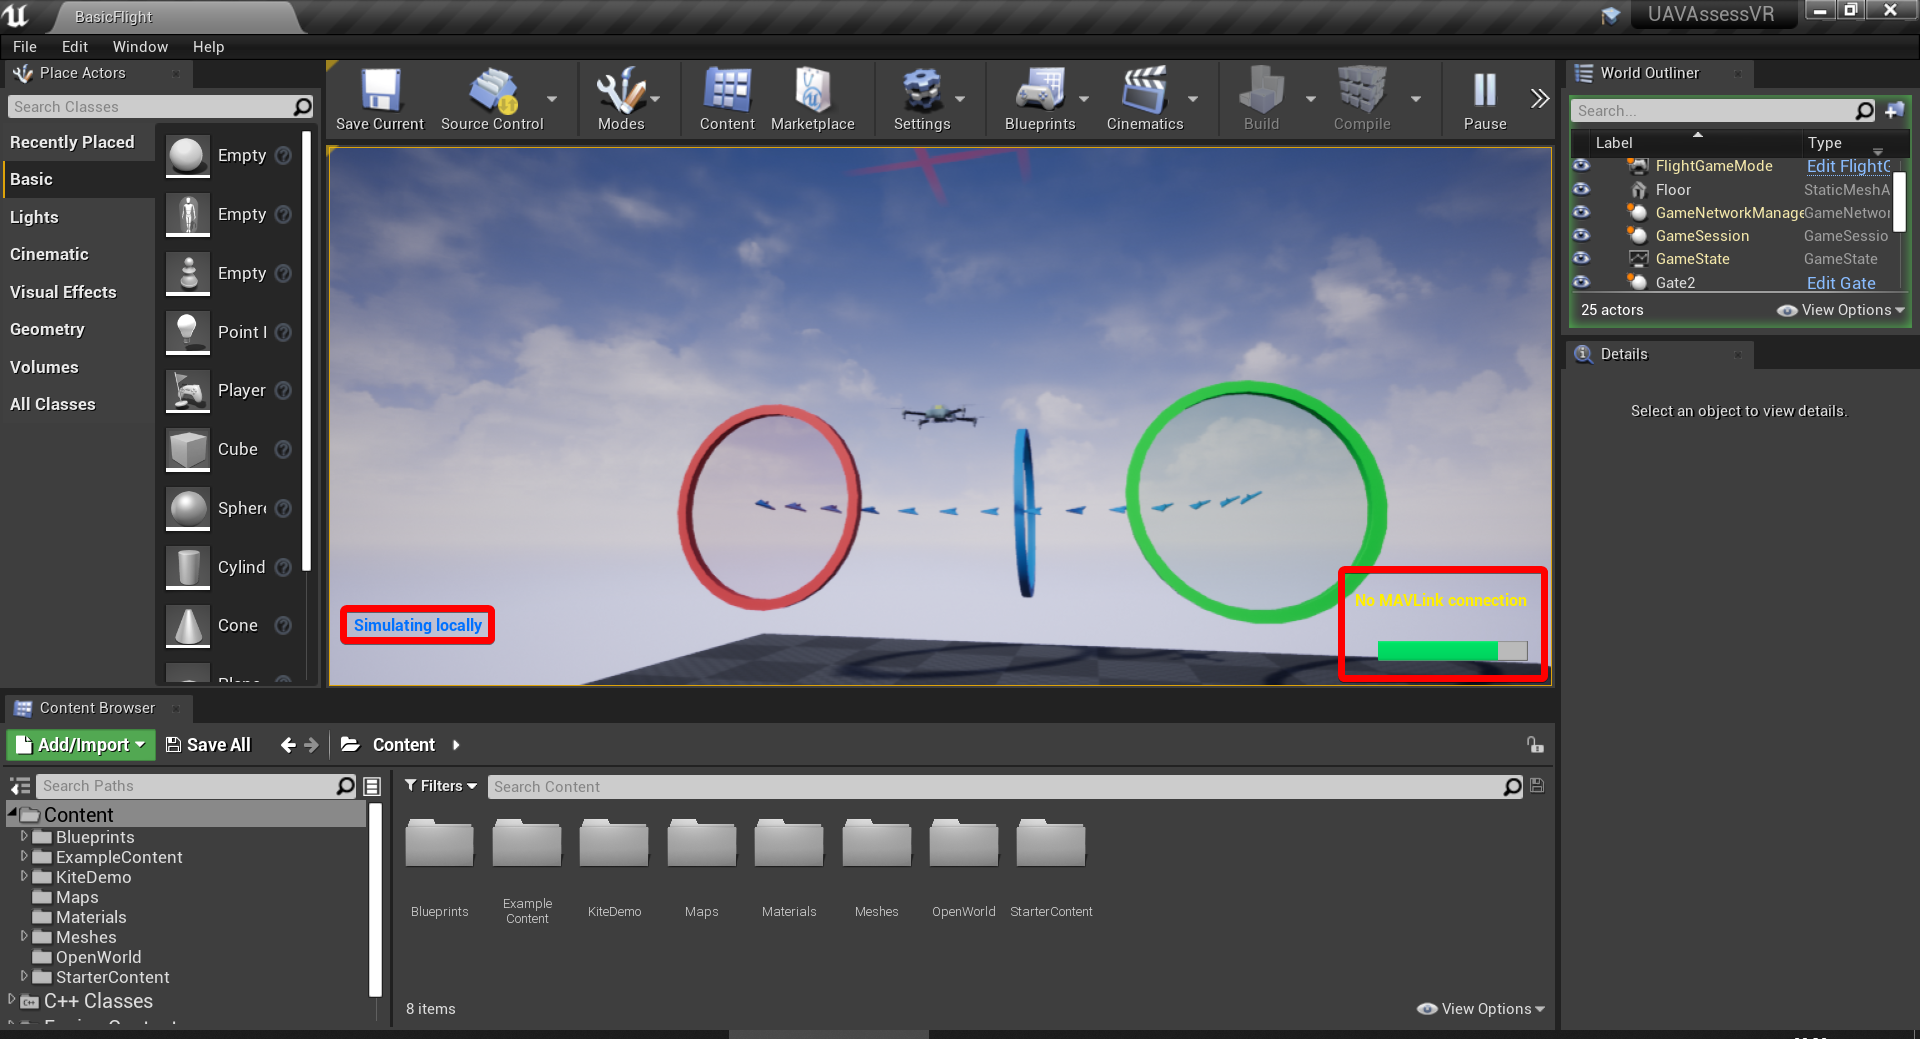 BasicFlight
UAVAssessVR
File Edit Window Help
Place Actors
Search Classes
Recently Placed
Basic
Lights
Cinematic
Visual Effects
Geometry
Volumes
All Classes
Empty
Empty
Empty
Point
Player
Cube
Sphere
Cylind
Cone
Save Current
Source Control
Modes
Content
Marketplace
Settings
Blueprints
Cinematics
Build
Compile
Pause
Simulating locally
No MAVLink connection
World Outliner
Search...
Label Type
FlightGameMode Edit FlightG
Floor StaticMeshA
GameNetworkManage GameNetwor
GameSession GameSessio
GameState GameState
Gate2 Edit Gate
25 actors View Options
Details
Select an object to view details.
Content Browser
Add/Import Save All Content
Search Paths
Content
Blueprints
ExampleContent
KiteDemo
Maps
Materials
Meshes
OpenWorld
StarterContent
C++ Classes
Filters Search Content
Blueprints
Example
Content
KiteDemo
Maps
Materials
Meshes
OpenWorld
StarterContent
8 items View Options